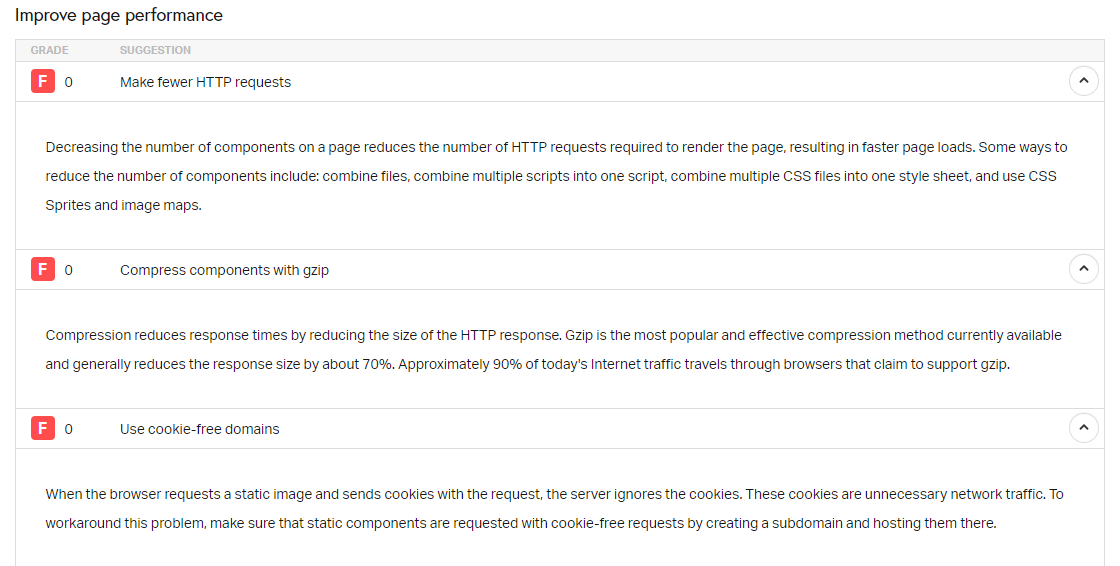 Improve page performance
GRADE SUGGESTION
F 0 Make fewer HTTP requests
Decreasing the number of components on a page reduces the number of HTTP requests required to render the page, resulting in faster page loads. Some ways to
reduce the number of components include: combine files, combine multiple scripts into one script, combine multiple CSS files into one style sheet, and use CSS
Sprites and image maps.
F 0 Compress components with gzip
Compression reduces response times by reducing the size of the HTTP response. Gzip is the most popular and effective compression method currently available
and generally reduces the response size by about 70%. Approximately 90% of today's Internet traffic travels through browsers that claim to support gzip.
F 0 Use cookie-free domains
When the browser requests a static image and sends cookies with the request, the server ignores the cookies. These cookies are unnecessary network traffic. To
workaround this problem, make sure that static components are requested with cookie-free requests by creating a subdomain and hosting them there.